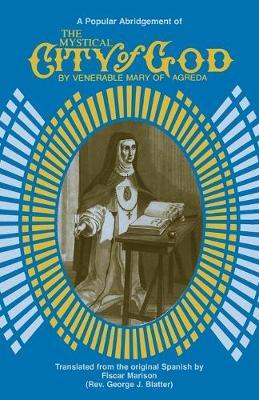 A Popular Abridgement of
THE
MYSTICAL
CITY of GOD
BY VENERABLE MARY OF AGREDA
Translated from the original Spanish by
Fiscar Marison
(Rev. George J. Blatter)